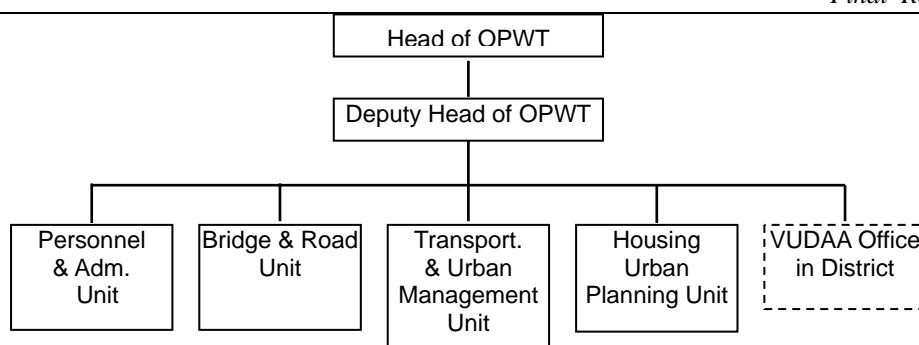 Head of OPWT
Deputy Head of OPWT
Personnel
& Adm.
Unit
Bridge & Road
Unit
Transport.
& Urban
Management
Unit
Housing
Urban
Planning Unit
VUDAA Office
in District